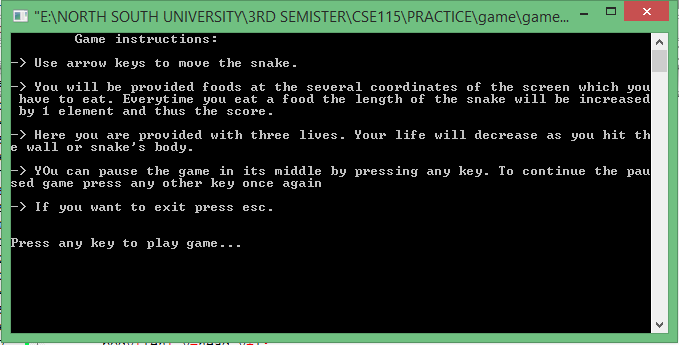 "E:\NORTH SOUTH UNIVERSITY\3RD SEMISTER\CSE115\PRACTICE\game\game...
Game instructions:
-> Use arrow keys to move the snake.
-> You will be provided foods at the several coordinates of the screen which you
have to eat. Everytime you eat a food the length of the snake will be increased
by 1 element and thus the score.
-> Here you are provided with three lives. Your life will decrease as you hit th
e wall or snake's body.
-> YOu can pause the game in its middle by pressing any key. To continue the pau
sed game press any other key once again
-> If you want to exit press esc.
Press any key to play game...